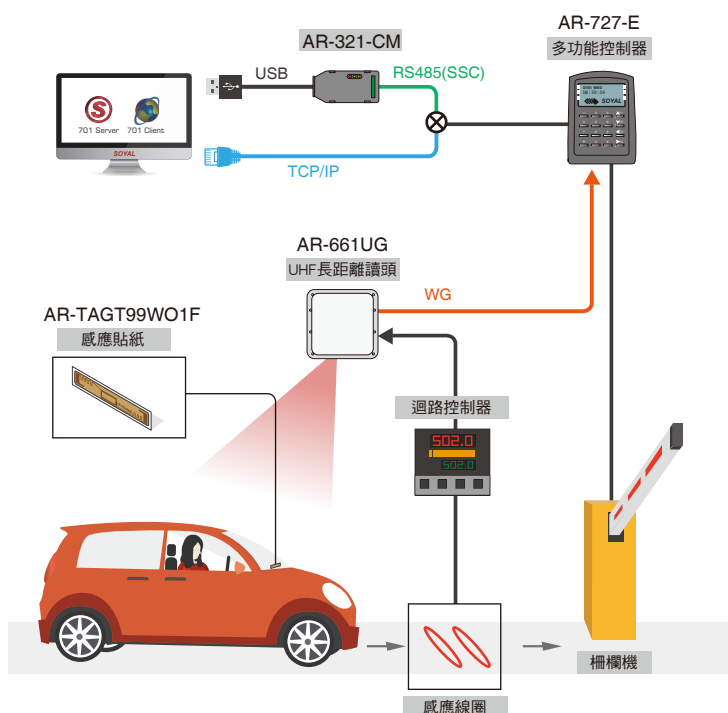 AR-727-E
多功能控制器
AR-321-CM
USB
RS485(SSC)
S
701 Server
701 Client
SOYAL
SOYAL
TCP/IP
AR-661UG
UHF長距離讀頭
WG
AR-TAGT99WO1F
感應貼紙
迴路控制器
502.0
502.0
柵欄機
感應線圈